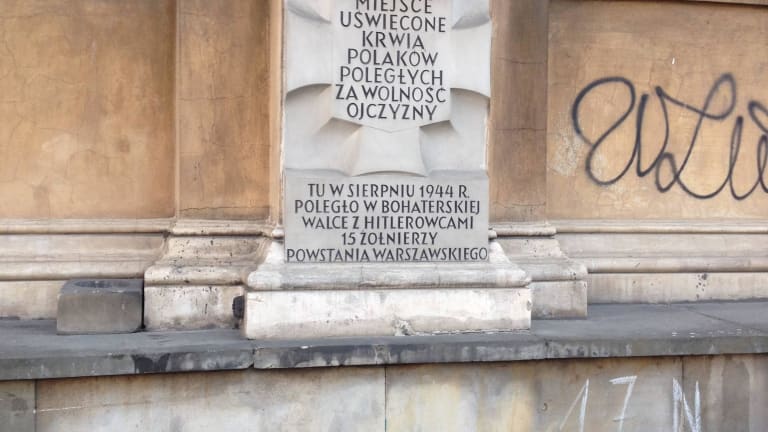 MIEJSCE
UŚWIĘCONE
KRWIĄ
POLAKÓW
POLEGŁYCH
ZA WOLNOŚĆ
OJCZYZNY
TU W SIERPNIU 1944 R.
POLEGŁO W BOHATERSKIEJ
WALCE Z HITLEROWCAMI
15 ŻOŁNIERZY
POWSTANIA WARSZAWSKIEGO